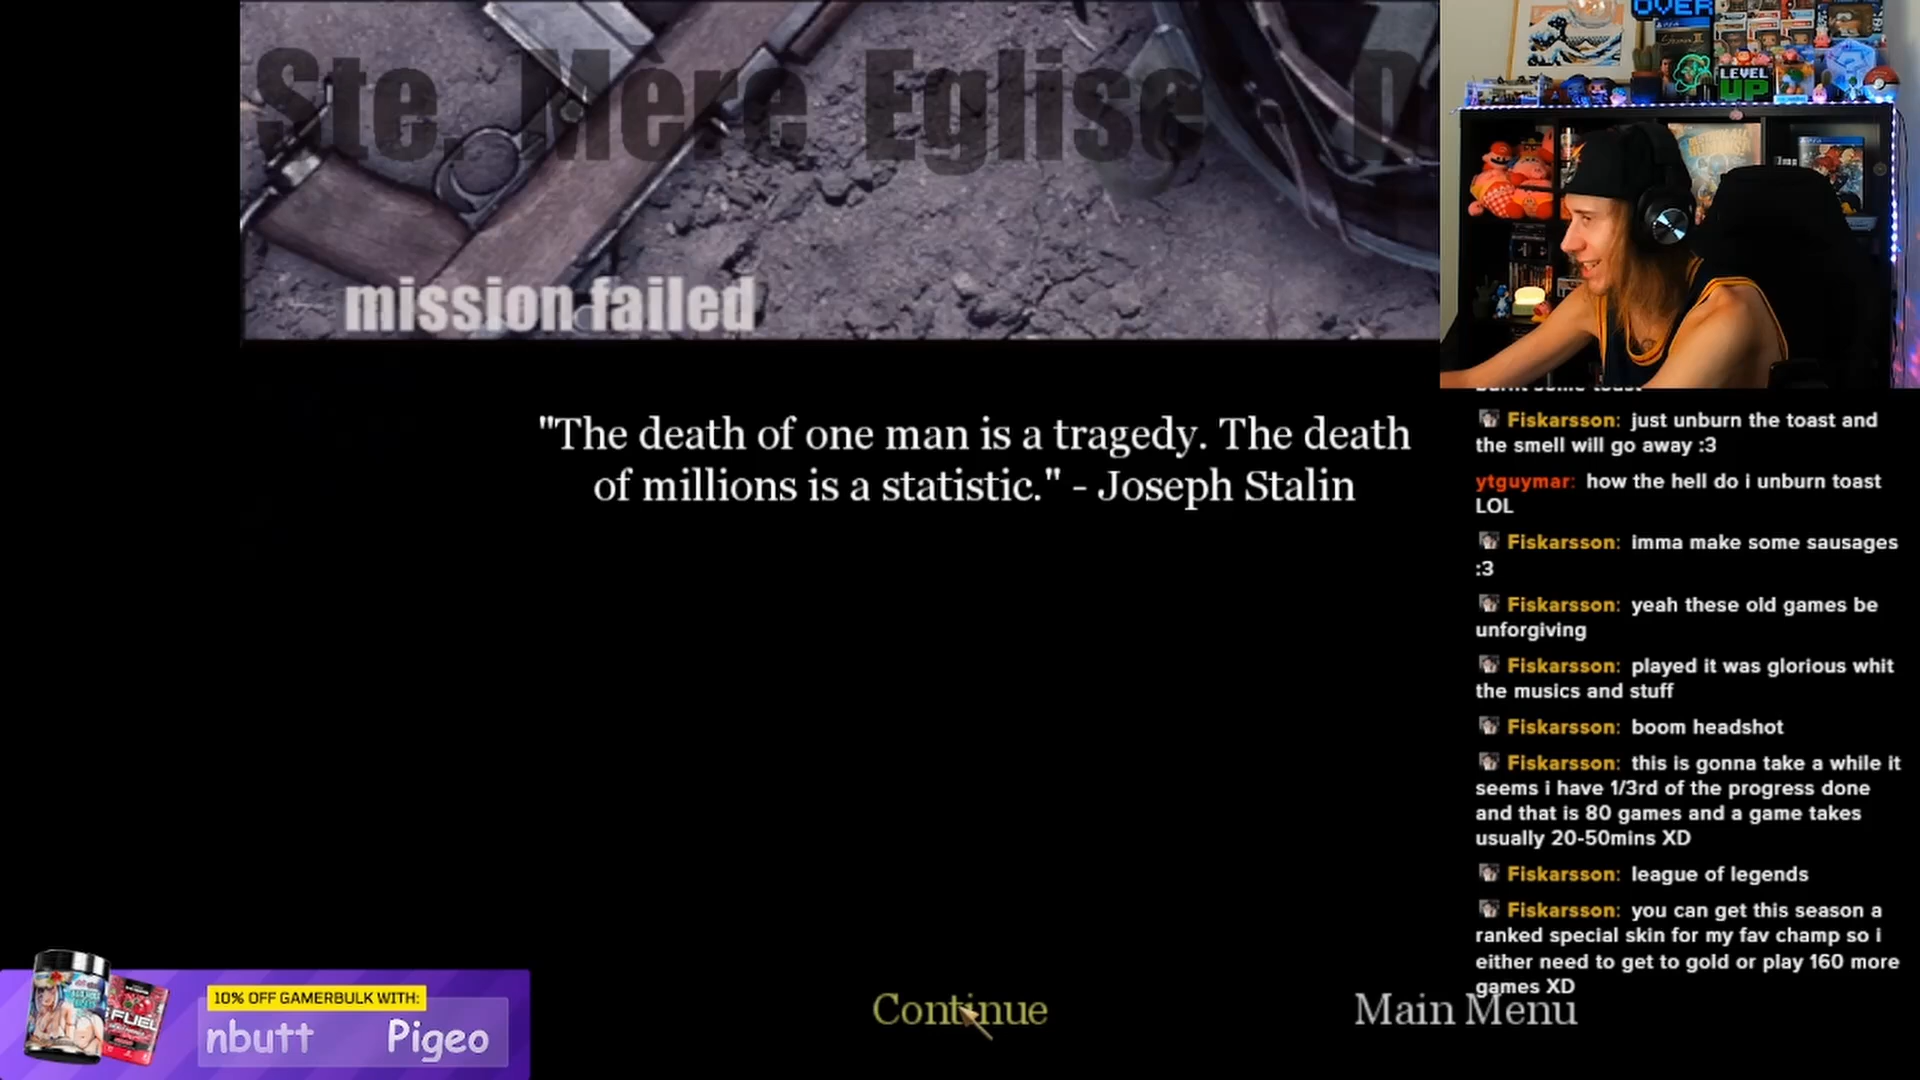 Ste. Mère Eglise - D
mission failed
"The death of one man is a tragedy. The death
of millions is a statistic." - Joseph Stalin
Continue
Main Menu
10% OFF GAMERBULK WITH:
nbutt Pigeo
FUEL
OVER
LEVEL
UP
burnt some toast
Fiskarsson: just unburn the toast and
the smell will go away :3
ytguymar: how the hell do i unburn toast
LOL
Fiskarsson: imma make some sausages
:3
Fiskarsson: yeah these old games be
unforgiving
Fiskarsson: played it was glorious whit
the musics and stuff
Fiskarsson: boom headshot
Fiskarsson: this is gonna take a while it
seems i have 1/3rd of the progress done
and that is 80 games and a game takes
usually 20-50mins XD
Fiskarsson: league of legends
Fiskarsson: you can get this season a
ranked special skin for my fav champ so i
either need to get to gold or play 160 more
games XD